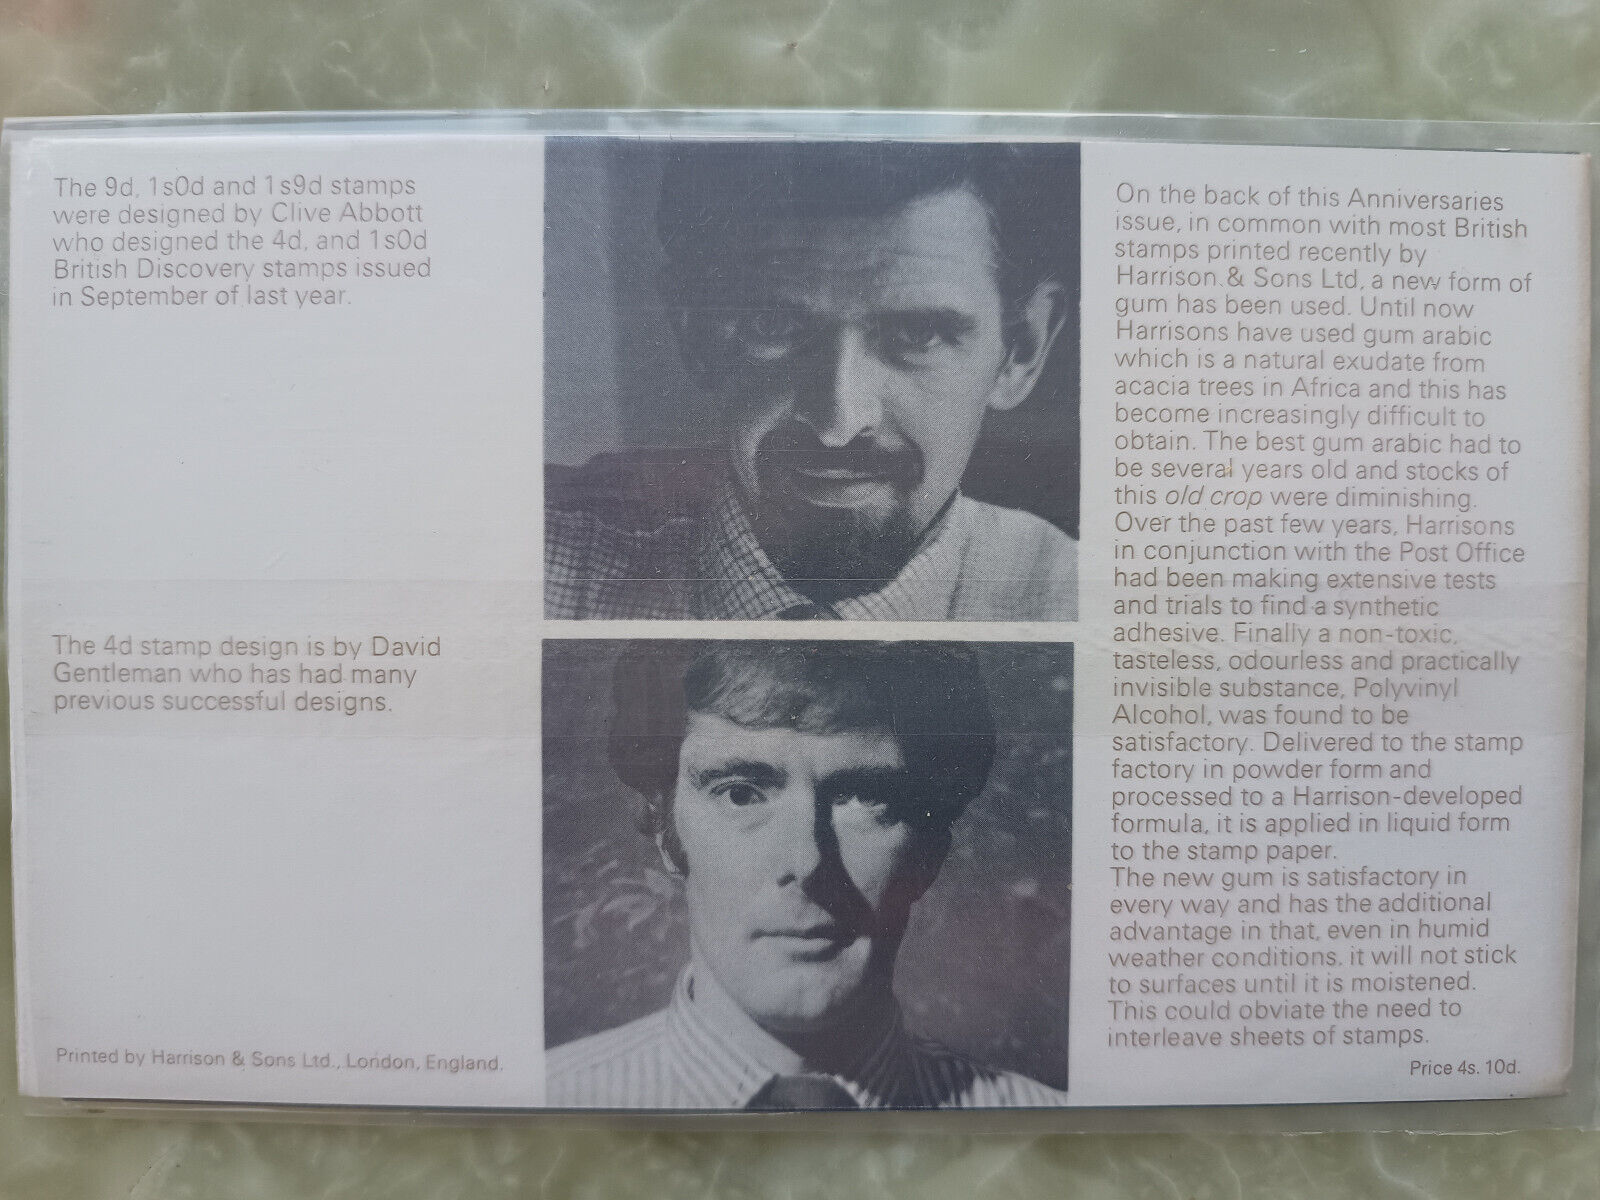 The 9d, 1s0d and 1s9d stamps
were designed by Clive Abbott
who designed the 4d, and 1s0d
British Discovery stamps issued
in September of last year.
The 4d stamp design is by David
Gentleman who has had many
previous successful designs.
Printed by Harrison & Sons Ltd., London, England.
On the back of this Anniversaries
issue, in common with most British
stamps printed recently by
Harrison & Sons Ltd, a new form of
gum has been used. Until now
Harrisons have used gum arabic
which is a natural exudate from
acacia trees in Africa and this has
become increasingly difficult to
obtain. The best gum arabic had to
be several years old and stocks of
this old crop were diminishing.
Over the past few years, Harrisons
in conjunction with the Post Office
had been making extensive tests
and trials to find a synthetic
adhesive. Finally a non-toxic,
tasteless, odourless and practically
invisible substance, Polyvinyl
Alcohol, was found to be
satisfactory. Delivered to the stamp
factory in powder form and
processed to a Harrison-developed
formula, it is applied in liquid form
to the stamp paper.
The new gum is satisfactory in
every way and has the additional
advantage in that, even in humid
weather conditions, it will not stick
to surfaces until it is moistened.
This could obviate the need to
interleave sheets of stamps.
Price 4s. 10d.